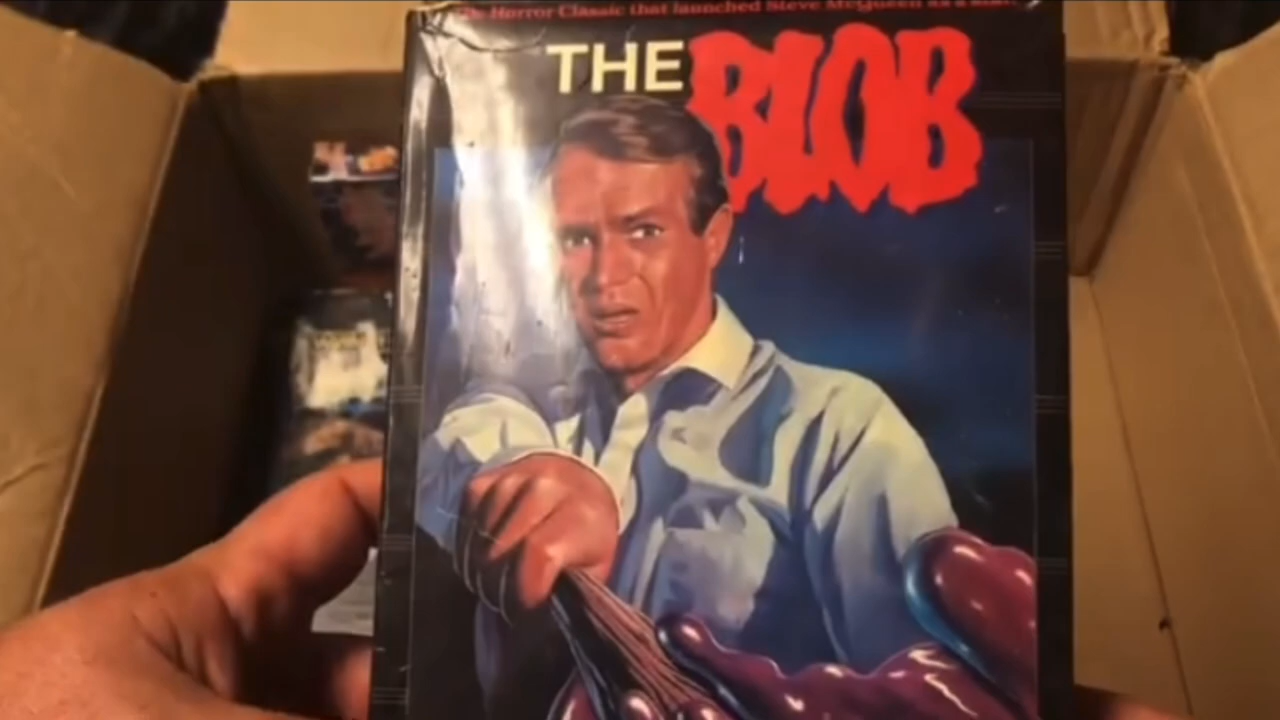 Horror Classic that launched Steve McQueen as a
THE BLOB